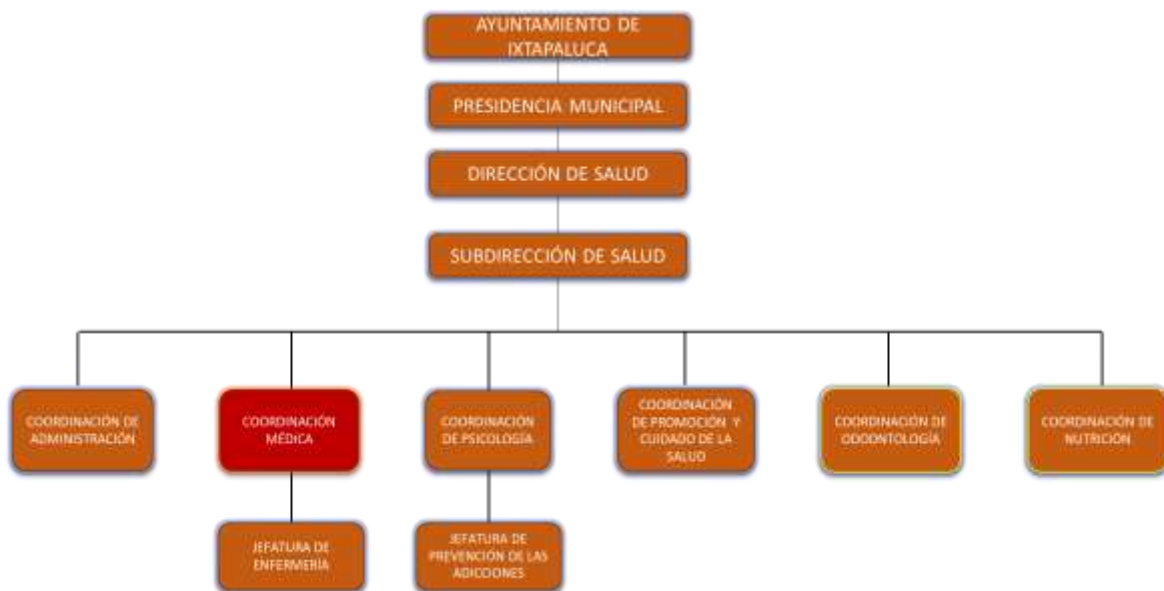 AYUNTAMIENTO DE
IXTAPALUCA
PRESIDENCIA MUNICIPAL
DIRECCIÓN DE SALUD
SUBDIRECCIÓN DE SALUD
COORDINACIÓN DE
ADMINISTRACIÓN
COORDINACIÓN
MÉDICA
COORDINACIÓN
DE PSICOLOGÍA
COORDINACIÓN
DE PROMOCIÓN Y
CUIDADO DE LA
SALUD
COORDINACIÓN DE
ODODONTOLOGÍA
COORDINACIÓN DE
NUTRICIÓN
JEFATURA DE
ENFERMERÍA
JEFATURA DE
PREVENCIÓN DE LAS
ADICCIONES